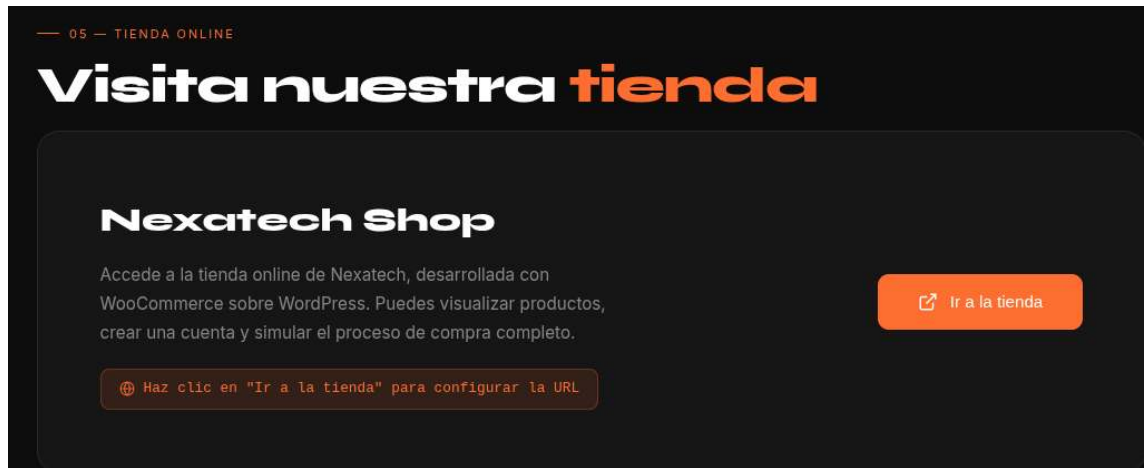 05 — TIENDA ONLINE
Visita nuestra tienda
Nexatech Shop
Accede a la tienda online de Nexatech, desarrollada con
WooCommerce sobre WordPress. Puedes visualizar productos,
crear una cuenta y simular el proceso de compra completo.
Ir a la tienda
Haz clic en "Ir a la tienda" para configurar la URL